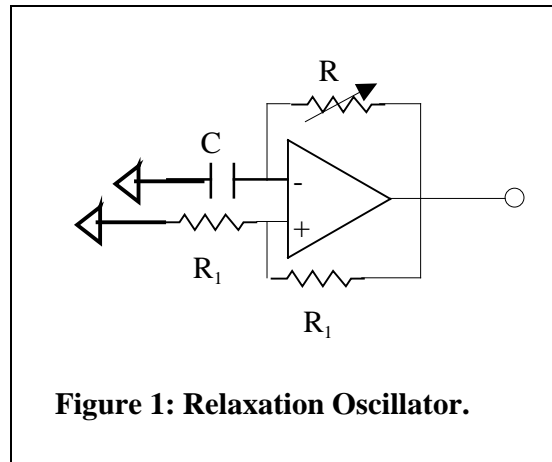 R
C
-
+
R₁
R₁
Figure 1: Relaxation Oscillator.